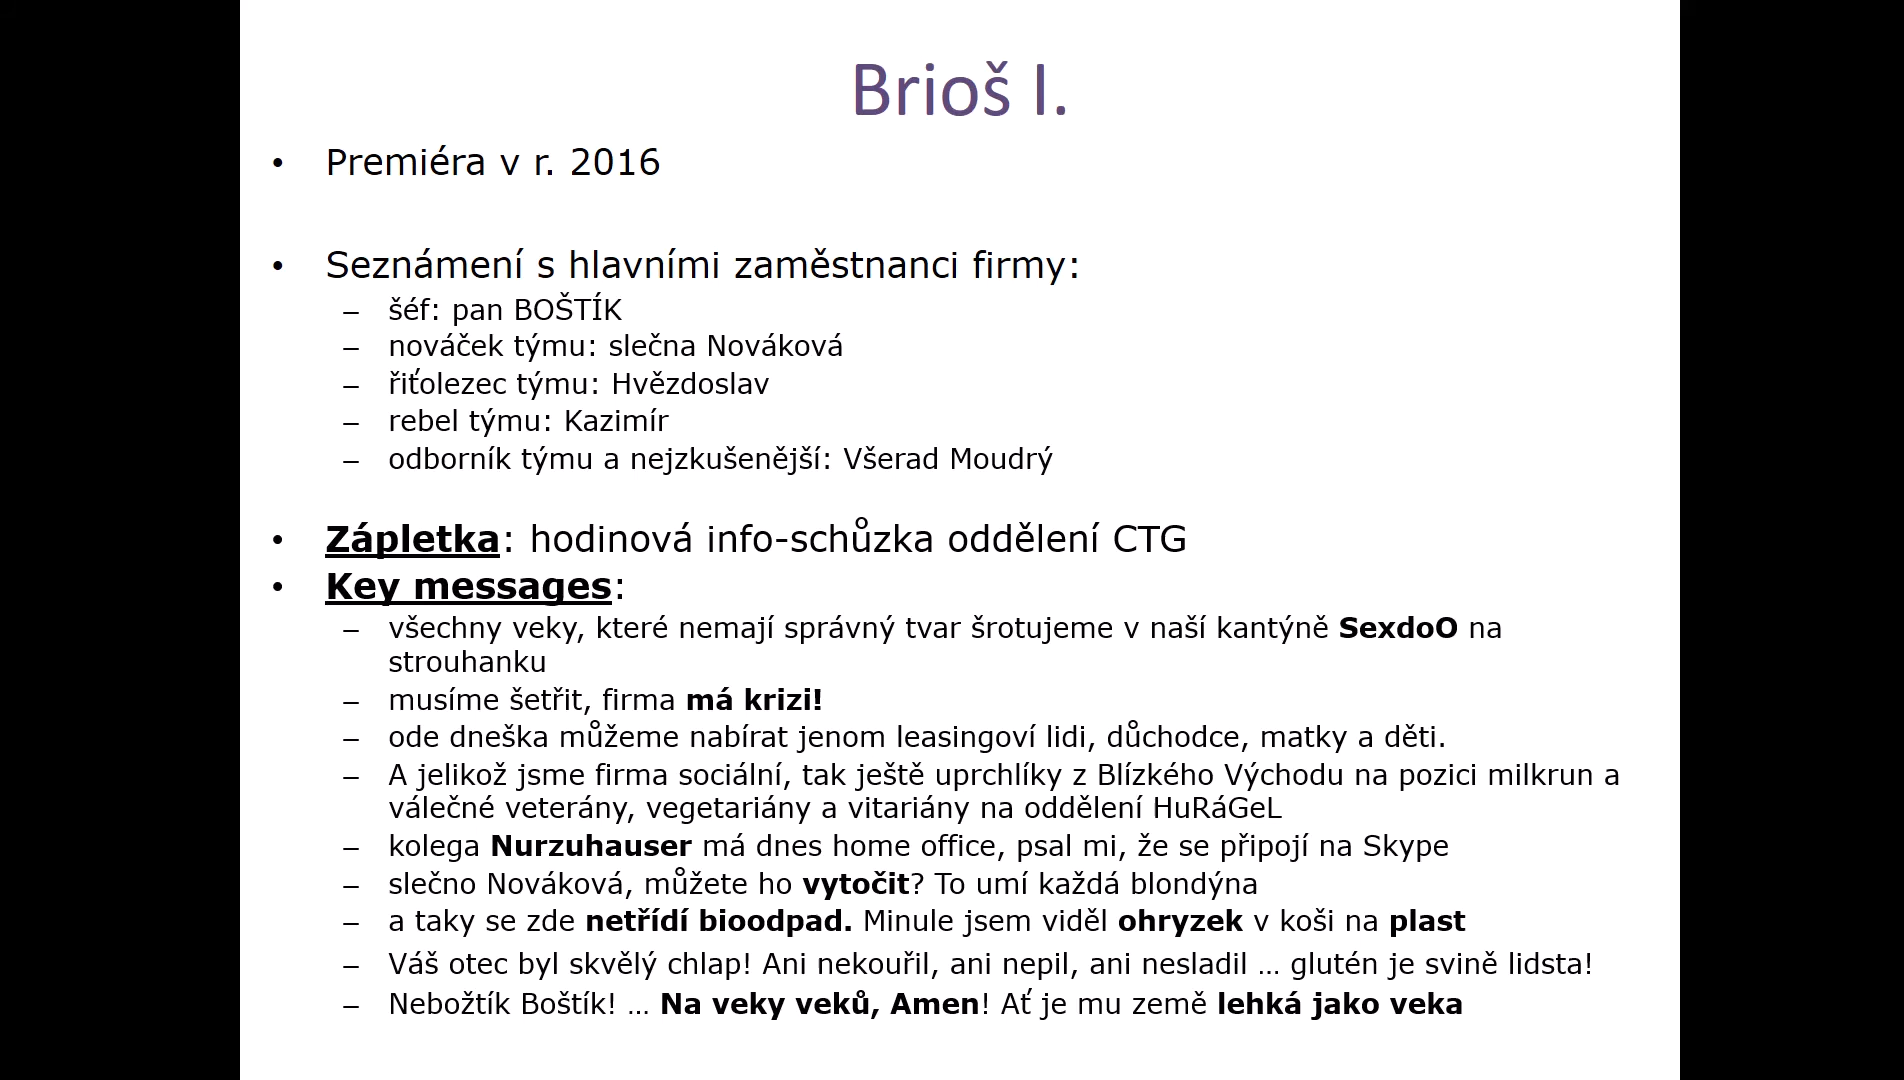 Brioš I.
• Premiéra v r. 2016
• Seznámení s hlavními zaměstnanci firmy:
– šéf: pan BOŠTÍK
– nováček týmu: slečna Nováková
– řiťolezec týmu: Hvězdoslav
– rebel týmu: Kazimír
– odborník týmu a nejzkušenější: Všerad Moudrý
• Zápletka: hodinová info-schůzka oddělení CTG
• Key messages:
– všechny veky, které nemají správný tvar šrotujeme v naší kantýně SexdoO na
strouhanku
– musíme šetřit, firma má krizi!
– ode dneška můžeme nabírat jenom leasingoví lidi, důchodce, matky a děti.
– A jelikož jsme firma sociální, tak ještě uprchlíky z Blízkého Východu na pozici milkrun a
válečné veterány, vegetariány a vitariány na oddělení HuRáGeL
– kolega Nurzuhauser má dnes home office, psal mi, že se připojí na Skype
– slečno Nováková, můžete ho vytočit? To umí každá blondýna
– a taky se zde netřídí bioodpad. Minule jsem viděl ohryzek v koši na plast
– Váš otec byl skvělý chlap! Ani nekouřil, ani nepil, ani nesladil … glutén je svině lidsta!
– Nebožtík Boštík! … Na veky veků, Amen! Ať je mu země lehká jako veka